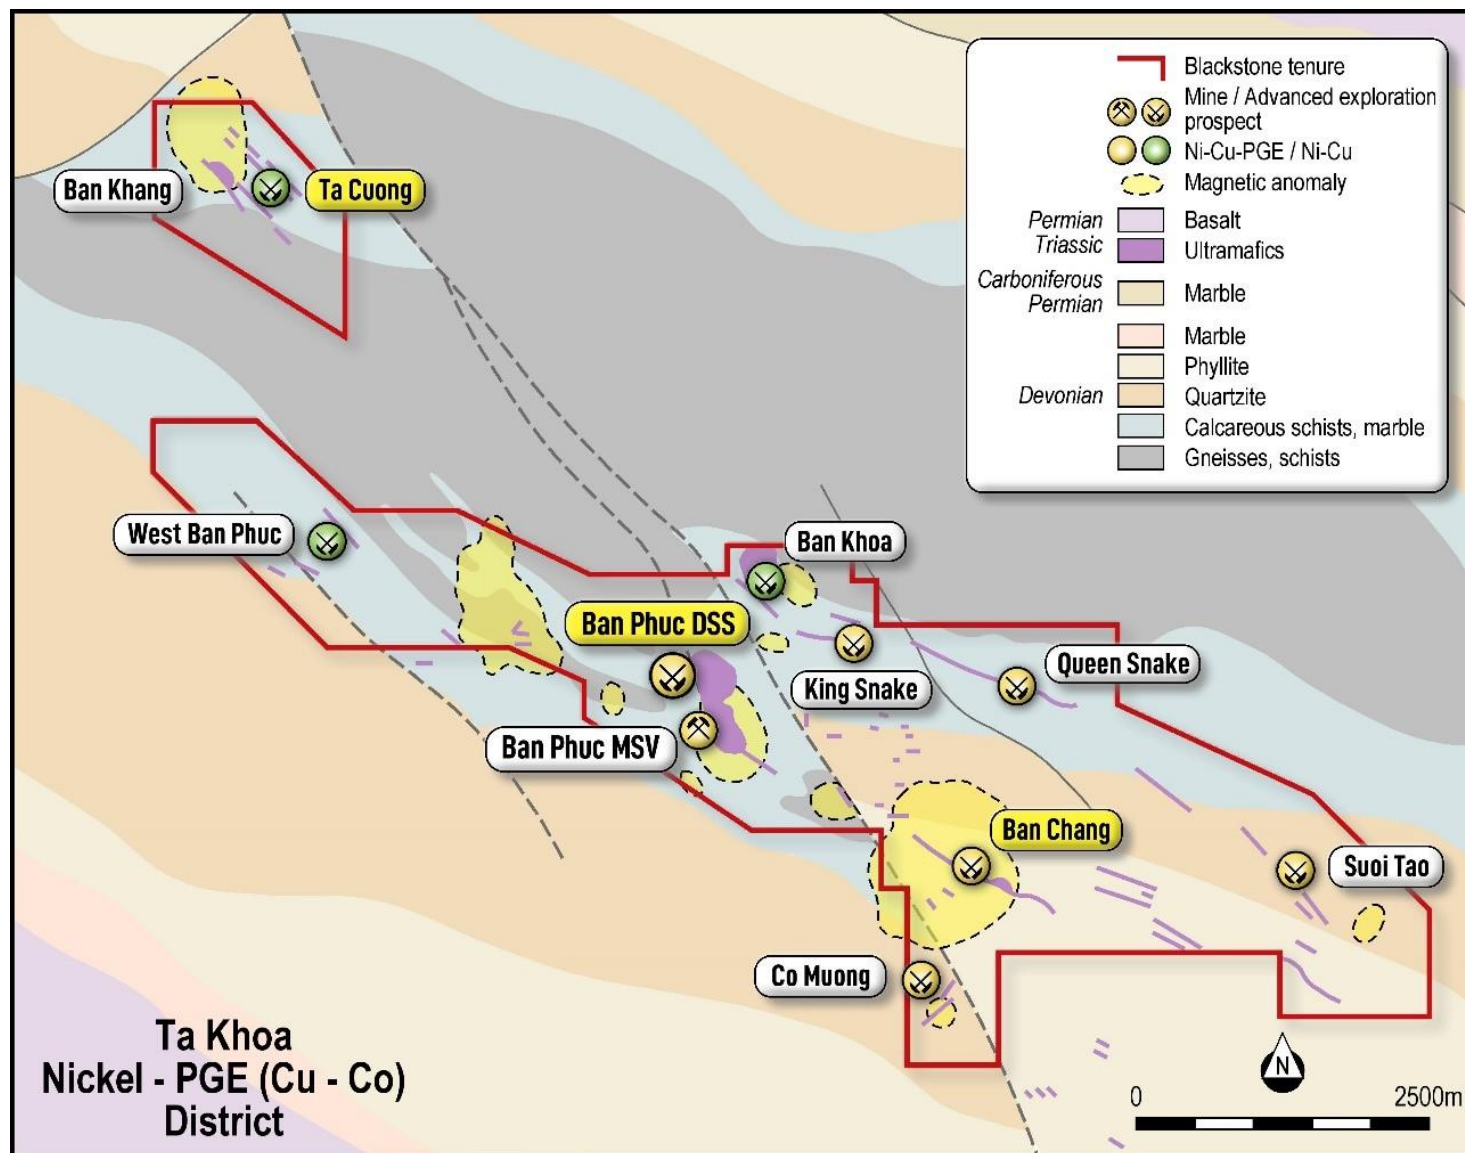 Blackstone tenure
Mine / Advanced exploration
prospect
Ni-Cu-PGE / Ni-Cu
Magnetic anomaly
Permian
Triassic
Basalt
Ultramafics
Carboniferous
Permian
Marble
Marble
Phyllite
Devonian
Quartzite
Calcareous schists, marble
Gneisses, schists
Ban Khang
Ta Cuong
West Ban Phuc
Ban Khoa
Ban Phuc DSS
Queen Snake
King Snake
Ban Phuc MSV
Ban Chang
Suoi Tao
Co Muong
Ta Khoa
Nickel - PGE (Cu - Co)
District
N
0
2500m